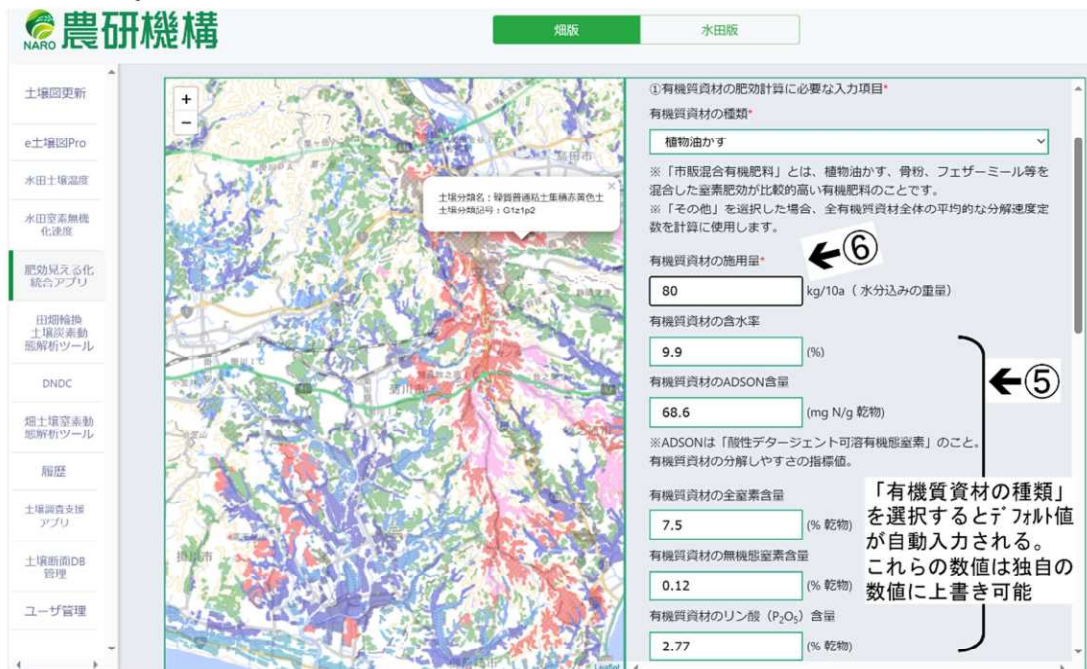 NARO 農研機構
畑版
水田版
土壌図更新
e土壌図Pro
水田土壌温度
水田窒素無機
化速度
肥効見える化
統合アプリ
田畑輪換
土壌炭素動
態解析ツール
DNDC
畑土壌窒素動
態解析ツール
履歴
土壌調査支援
アプリ
土壌断面DB
管理
ユーザ管理
+
−
島田市
土壌分類名：礫質普通粘土集積赤黄色土
土壌分類記号：G1z1p2
×
菊川市
掛川市
Leaflet
①有機質資材の肥効計算に必要な入力項目*
有機質資材の種類*
植物油かす
※「市販混合有機肥料」とは、植物油かす、骨粉、フェザーミール等を
混合した窒素肥効が比較的高い有機肥料のことです。
※「その他」を選択した場合、全有機質資材全体の平均的な分解速度定
数を計算に使用します。
有機質資材の施用量*
←⑥
80 kg/10a（ 水分込みの重量）
有機質資材の含水率
9.9 (%)
有機質資材のADSON含量
←⑤
68.6 (mg N/g 乾物)
※ADSONは「酸性デタージェント可溶有機態窒素」のこと。
有機質資材の分解しやすさの指標値。
有機質資材の全窒素含量
7.5 (% 乾物)
有機質資材の無機態窒素含量
0.12 (% 乾物)
有機質資材のリン酸（P₂O₅）含量
2.77 (% 乾物)
「有機質資材の種類」
を選択するとﾃﾞﾌｫﾙﾄ値
が自動入力される。
これらの数値は独自の
数値に上書き可能